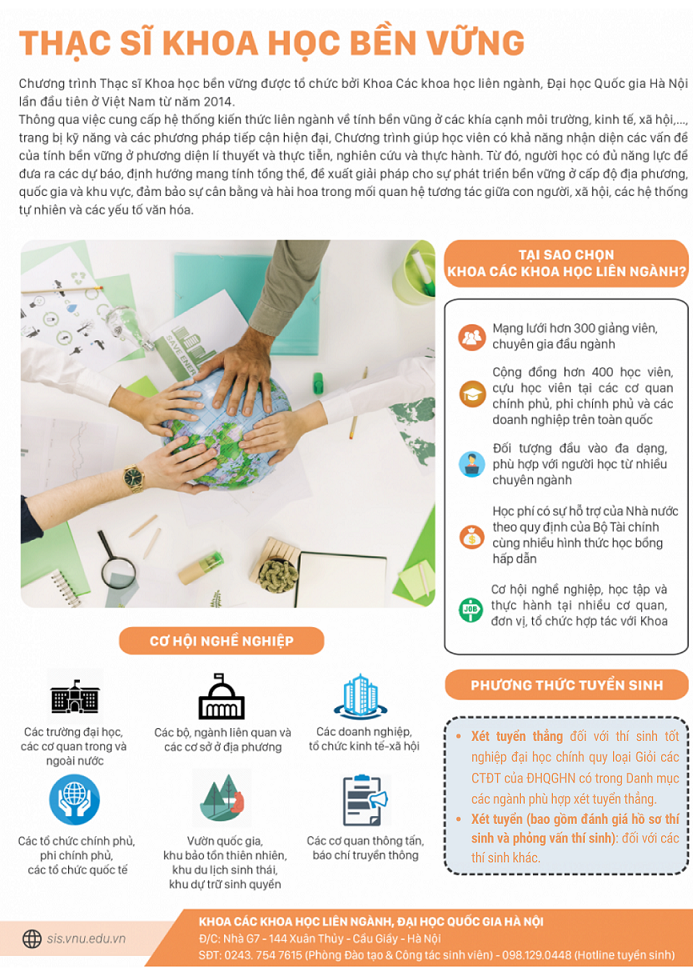 THẠC SĨ KHOA HỌC BỀN VỮNG
Chương trình Thạc sĩ Khoa học bền vững được tổ chức bởi Khoa Các khoa học liên ngành, Đại học Quốc gia Hà Nội
lần đầu tiên ở Việt Nam từ năm 2014.
Thông qua việc cung cấp hệ thống kiến thức liên ngành về tính bền vững ở các khía cạnh môi trường, kinh tế, xã hội,...,
trang bị kỹ năng và các phương pháp tiếp cận hiện đại, Chương trình giúp học viên có khả năng nhận diện các vấn đề
của tính bền vững ở phương diện lí thuyết và thực tiễn, nghiên cứu và thực hành. Từ đó, người học có đủ năng lực để
đưa ra các dự báo, định hướng mang tính tổng thể, đề xuất giải pháp cho sự phát triển bền vững ở cấp độ địa phương,
quốc gia và khu vực, đảm bảo sự cân bằng và hài hoa trong mối quan hệ tương tác giữa con người, xã hội, các hệ thống
tự nhiên và các yếu tố văn hóa.
SAVE ENER
TẠI SAO CHỌN
KHOA CÁC KHOA HỌC LIÊN NGÀNH?
Mạng lưới hơn 300 giảng viên,
chuyên gia đầu ngành
Cộng đồng hơn 400 học viên,
cựu học viên tại các cơ quan
chính phủ, phi chính phủ và các
doanh nghiệp trên toàn quốc
Đối tượng đầu vào đa dạng,
phù hợp với người học từ nhiều
chuyên ngành
Học phí có sự hỗ trợ của Nhà nước
theo quy định của Bộ Tài chính
cùng nhiều hình thức học bổng
hấp dẫn
JOB
Cơ hội nghề nghiệp, học tập và
thực hành tại nhiều cơ quan,
đơn vị, tổ chức hợp tác với Khoa
CƠ HỘI NGHỀ NGHIỆP
Các trường đại học,
các cơ quan trong và
ngoài nước
Các bộ, ngành liên quan và
các cơ sở ở địa phương
Các doanh nghiệp,
tổ chức kinh tế-xã hội
Các tổ chức chính phủ,
phi chính phủ,
các tổ chức quốc tế
Vườn quốc gia,
khu bảo tồn thiên nhiên,
khu du lịch sinh thái,
khu dự trữ sinh quyển
Các cơ quan thông tấn,
báo chí truyền thông
PHƯƠNG THỨC TUYỂN SINH
• Xét tuyển thẳng đối với thí sinh tốt
nghiệp đại học chính quy loại Giỏi các
CTĐT của ĐHQGHN có trong Danh mục
các ngành phù hợp xét tuyển thẳng.
• Xét tuyển (bao gồm đánh giá hồ sơ thí
sinh và phỏng vấn thí sinh): đối với các
thí sinh khác.
sis.vnu.edu.vn
KHOA CÁC KHOA HỌC LIÊN NGÀNH, ĐẠI HỌC QUỐC GIA HÀ NỘI
Đ/C: Nhà G7 - 144 Xuân Thủy - Cầu Giấy - Hà Nội
SĐT: 0243. 754 7615 (Phòng Đào tạo & Công tác sinh viên) - 098.129.0448 (Hotline tuyển sinh)